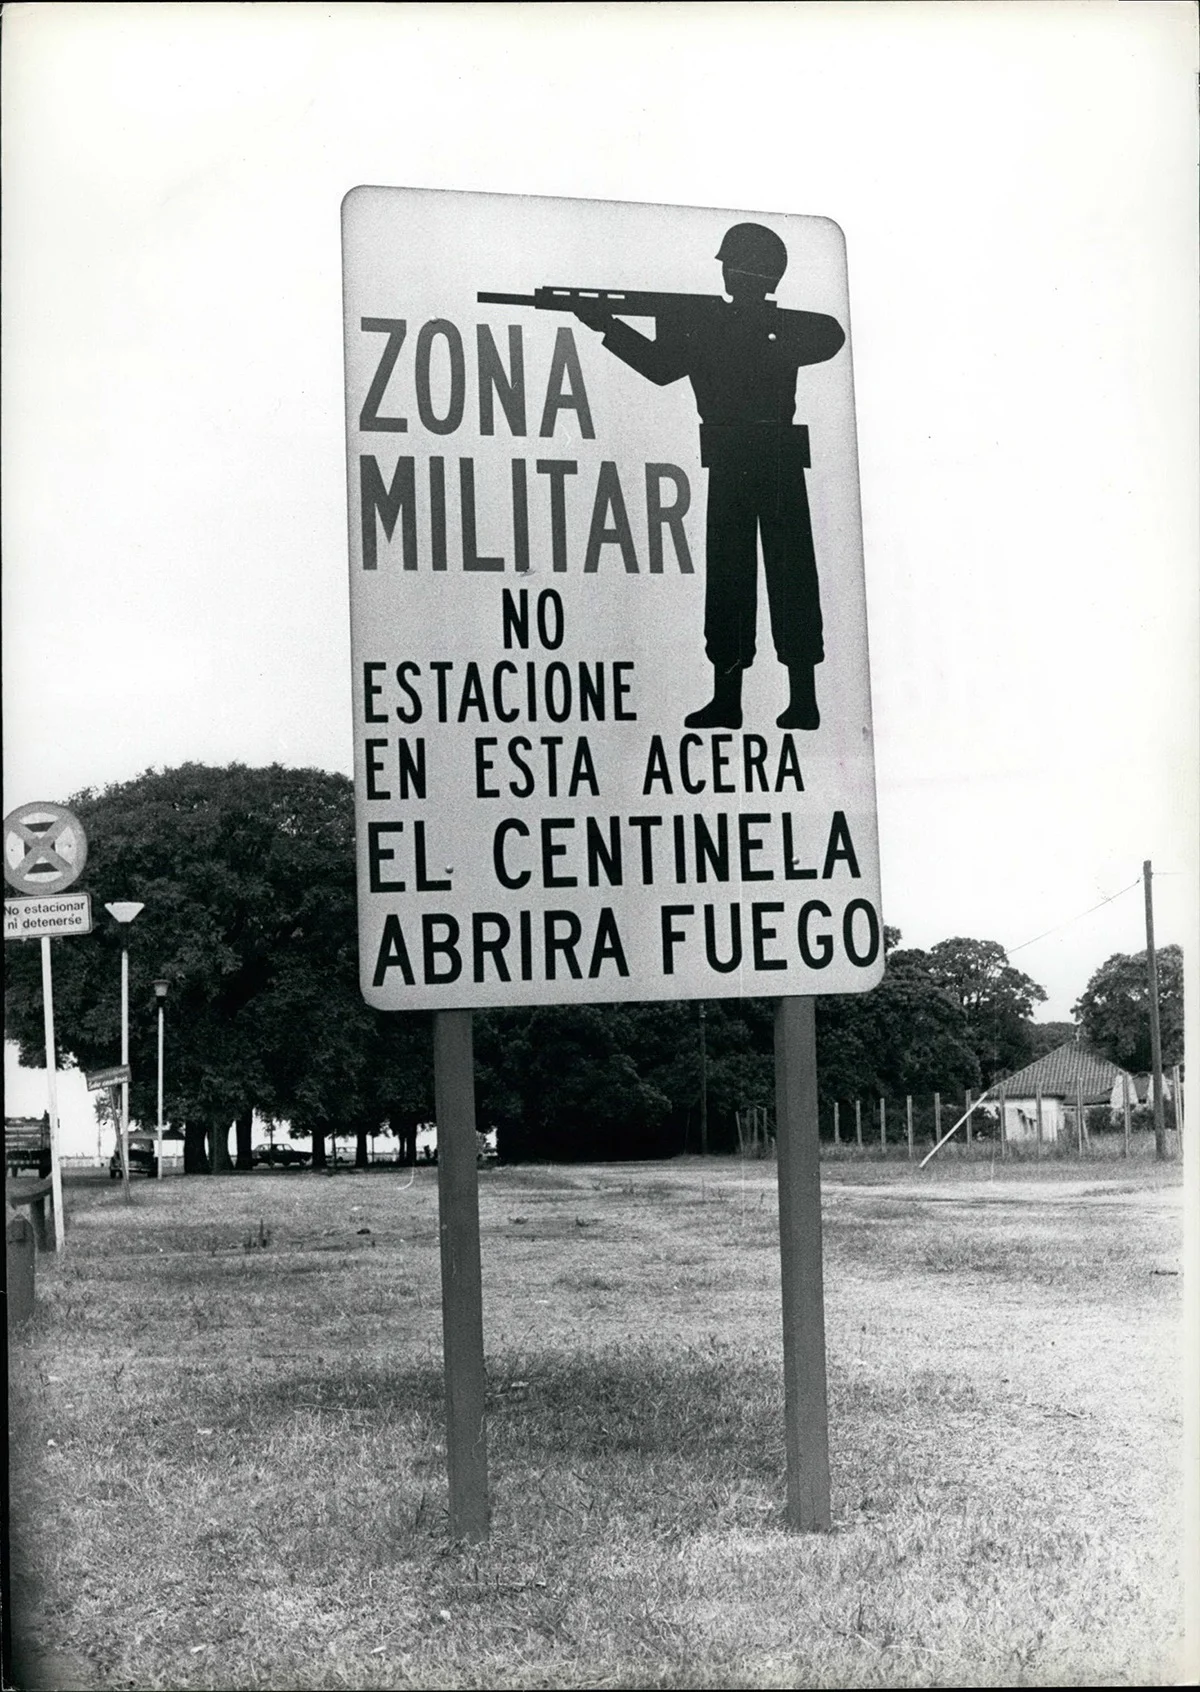 ZONA
MILITAR
NO
ESTACIONE
EN ESTA ACERA
EL CENTINELA
ABRIRA FUEGO
No estacionar
ni detenerse